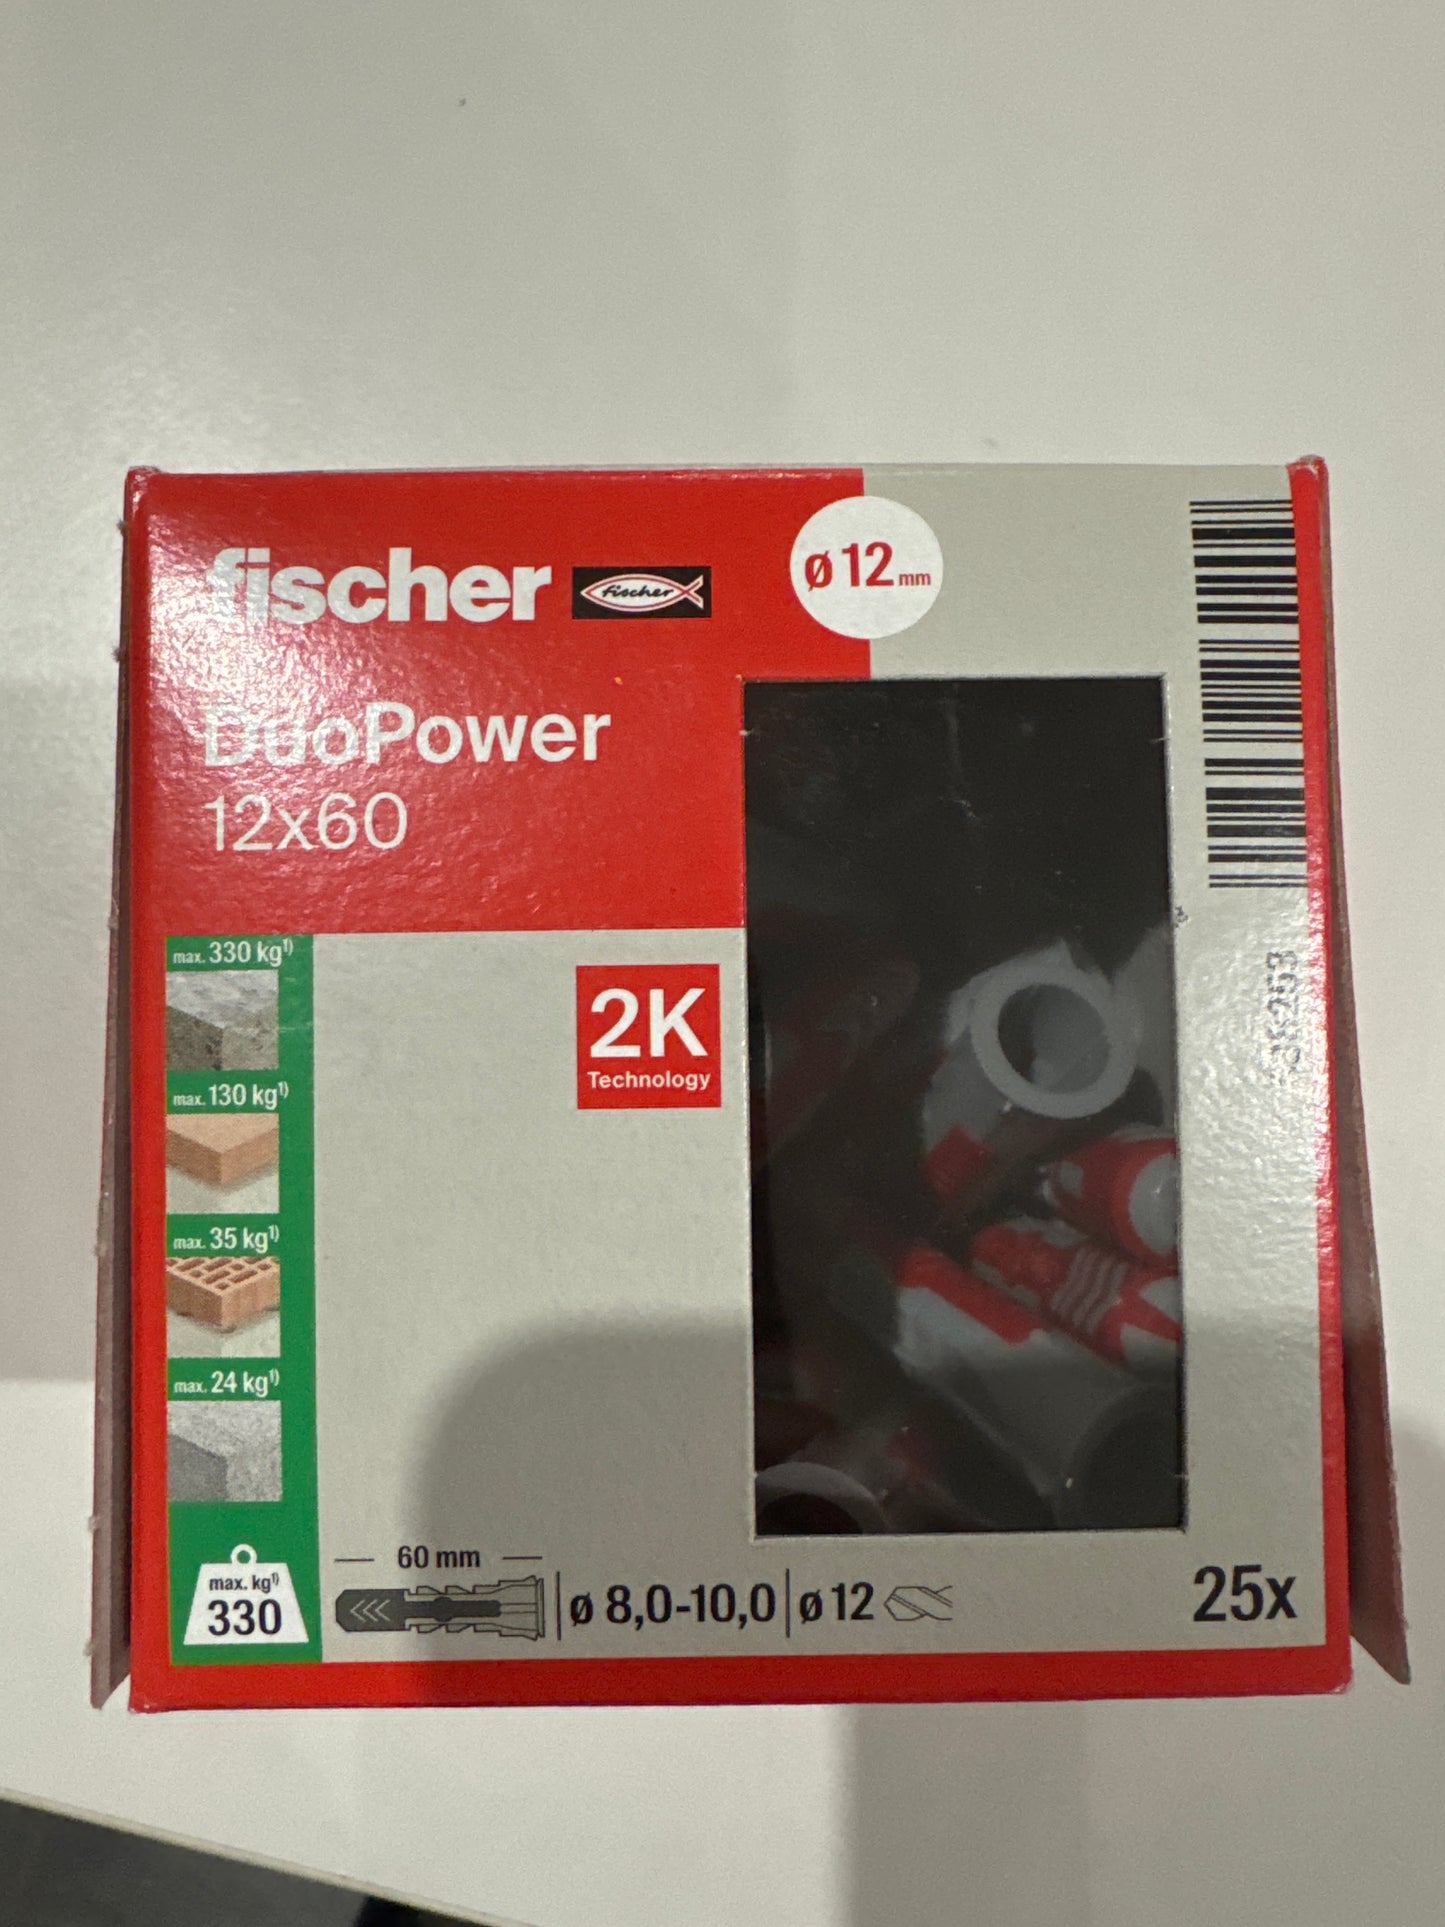 fischer fischer
ø 12 mm
DuoPower
12x60
max. 330 kg¹⁾
2K
Technology
max. 130 kg¹⁾
max. 35 kg¹⁾
max. 24 kg¹⁾
max. kg¹⁾
330
60 mm
ø 8,0-10,0 ø 12
25x